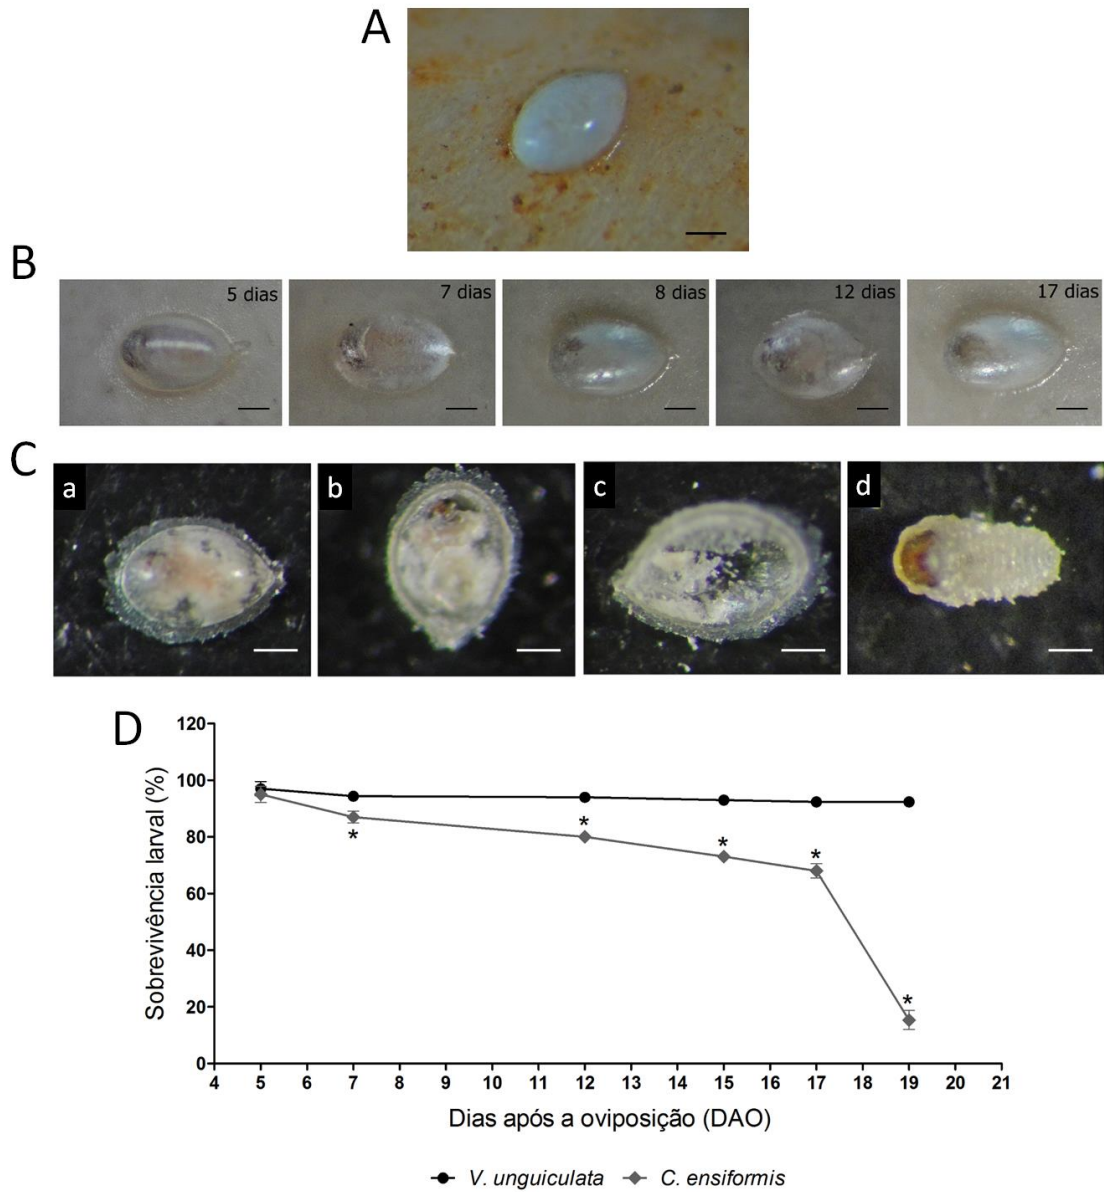 A
B
5 dias
7 dias
8 dias
12 dias
17 dias
C
a
b
c
d
D
120
100
80
60
40
20
0
Sobrevivência larval (%)
4 5 6 7 8 9 10 11 12 13 14 15 16 17 18 19 20 21
*
*
*
*
*
Dias após a oviposição (DAO)
V. unguiculata
C. ensiformis